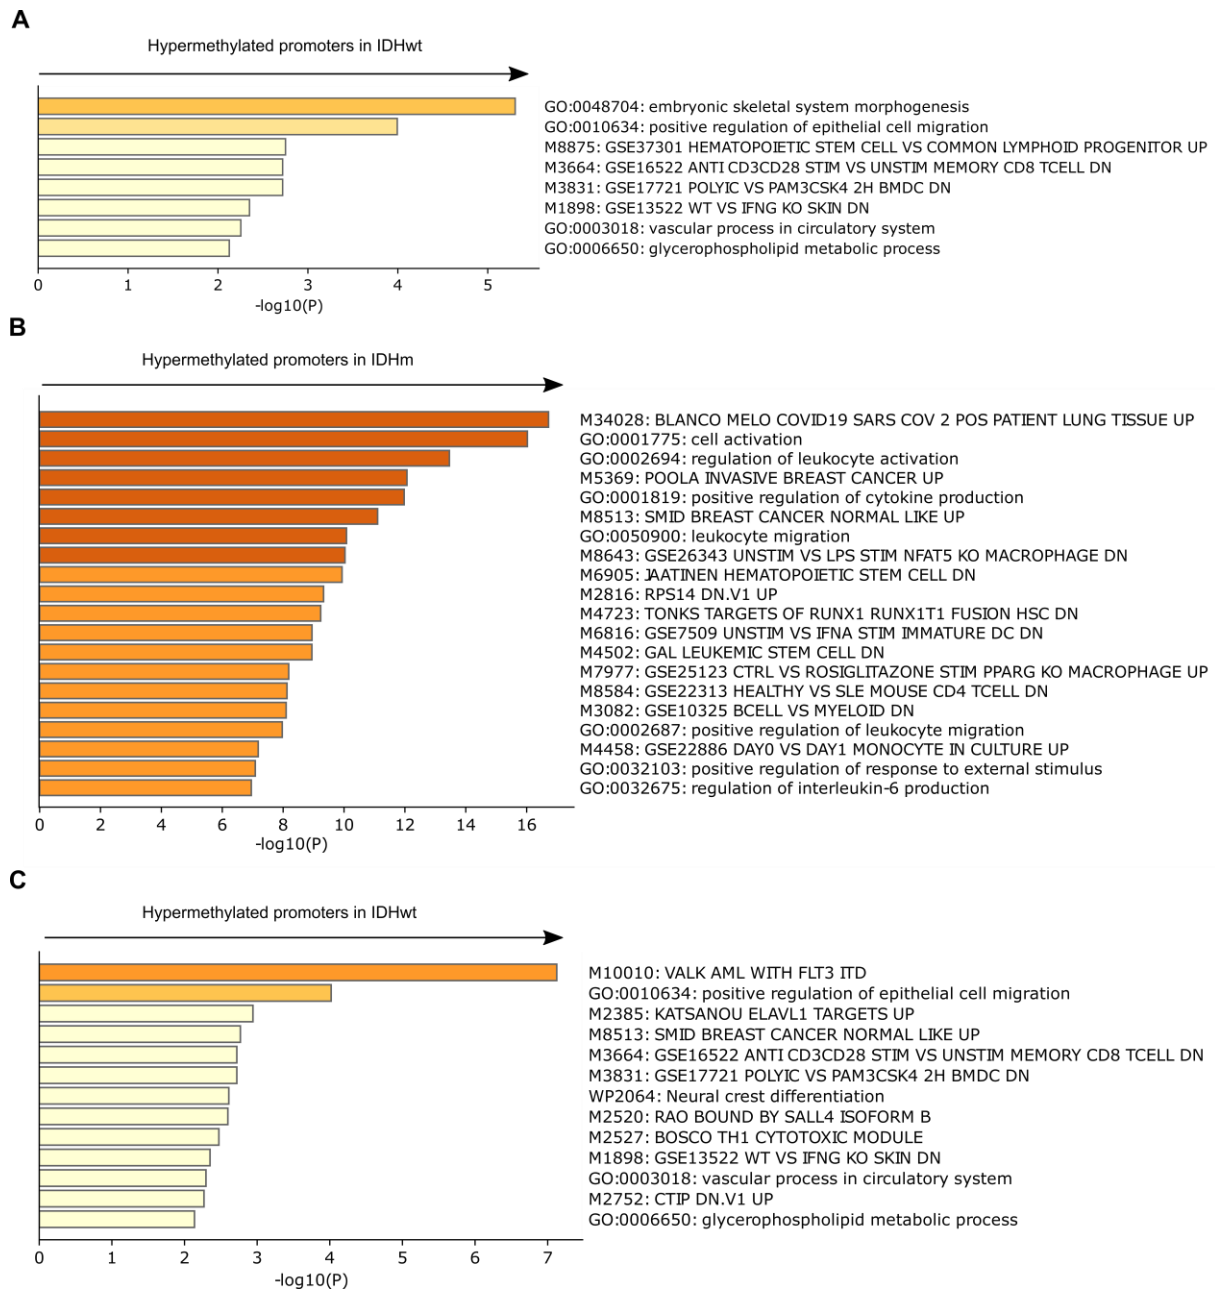 A
Hypermethylated promoters in IDHwt
GO:0048704: embryonic skeletal system morphogenesis
GO:0010634: positive regulation of epithelial cell migration
M8875: GSE37301 HEMATOPOIETIC STEM CELL VS COMMON LYMPHOID PROGENITOR UP
M3664: GSE16522 ANTI CD3CD28 STIM VS UNSTIM MEMORY CD8 TCELL DN
M3831: GSE17721 POLYIC VS PAM3CSK4 2H BMDC DN
M1898: GSE13522 WT VS IFNG KO SKIN DN
GO:0003018: vascular process in circulatory system
GO:0006650: glycerophospholipid metabolic process
0 1 2 3 4 5
-log10(P)
B
Hypermethylated promoters in IDHm
M34028: BLANCO MELO COVID19 SARS COV 2 POS PATIENT LUNG TISSUE UP
GO:0001775: cell activation
GO:0002694: regulation of leukocyte activation
M5369: POOLA INVASIVE BREAST CANCER UP
GO:0001819: positive regulation of cytokine production
M8513: SMID BREAST CANCER NORMAL LIKE UP
GO:0050900: leukocyte migration
M8643: GSE26343 UNSTIM VS LPS STIM NFAT5 KO MACROPHAGE DN
M6905: JAATINEN HEMATOPOIETIC STEM CELL DN
M2816: RPS14 DN.V1 UP
M4723: TONKS TARGETS OF RUNX1 RUNX1T1 FUSION HSC DN
M6816: GSE7509 UNSTIM VS IFNA STIM IMMATURE DC DN
M4502: GAL LEUKEMIC STEM CELL DN
M7977: GSE25123 CTRL VS ROSIGLITAZONE STIM PPARG KO MACROPHAGE UP
M8584: GSE22313 HEALTHY VS SLE MOUSE CD4 TCELL DN
M3082: GSE10325 BCELL VS MYELOID DN
GO:0002687: positive regulation of leukocyte migration
M4458: GSE22886 DAY0 VS DAY1 MONOCYTE IN CULTURE UP
GO:0032103: positive regulation of response to external stimulus
GO:0032675: regulation of interleukin-6 production
0 2 4 6 8 10 12 14 16
-log10(P)
C
Hypermethylated promoters in IDHwt
M10010: VALK AML WITH FLT3 ITD
GO:0010634: positive regulation of epithelial cell migration
M2385: KATSANOU ELAVL1 TARGETS UP
M8513: SMID BREAST CANCER NORMAL LIKE UP
M3664: GSE16522 ANTI CD3CD28 STIM VS UNSTIM MEMORY CD8 TCELL DN
M3831: GSE17721 POLYIC VS PAM3CSK4 2H BMDC DN
WP2064: Neural crest differentiation
M2520: RAO BOUND BY SALL4 ISOFORM B
M2527: BOSCO TH1 CYTOTOXIC MODULE
M1898: GSE13522 WT VS IFNG KO SKIN DN
GO:0003018: vascular process in circulatory system
M2752: CTIP DN.V1 UP
GO:0006650: glycerophospholipid metabolic process
0 1 2 3 4 5 6 7
-log10(P)